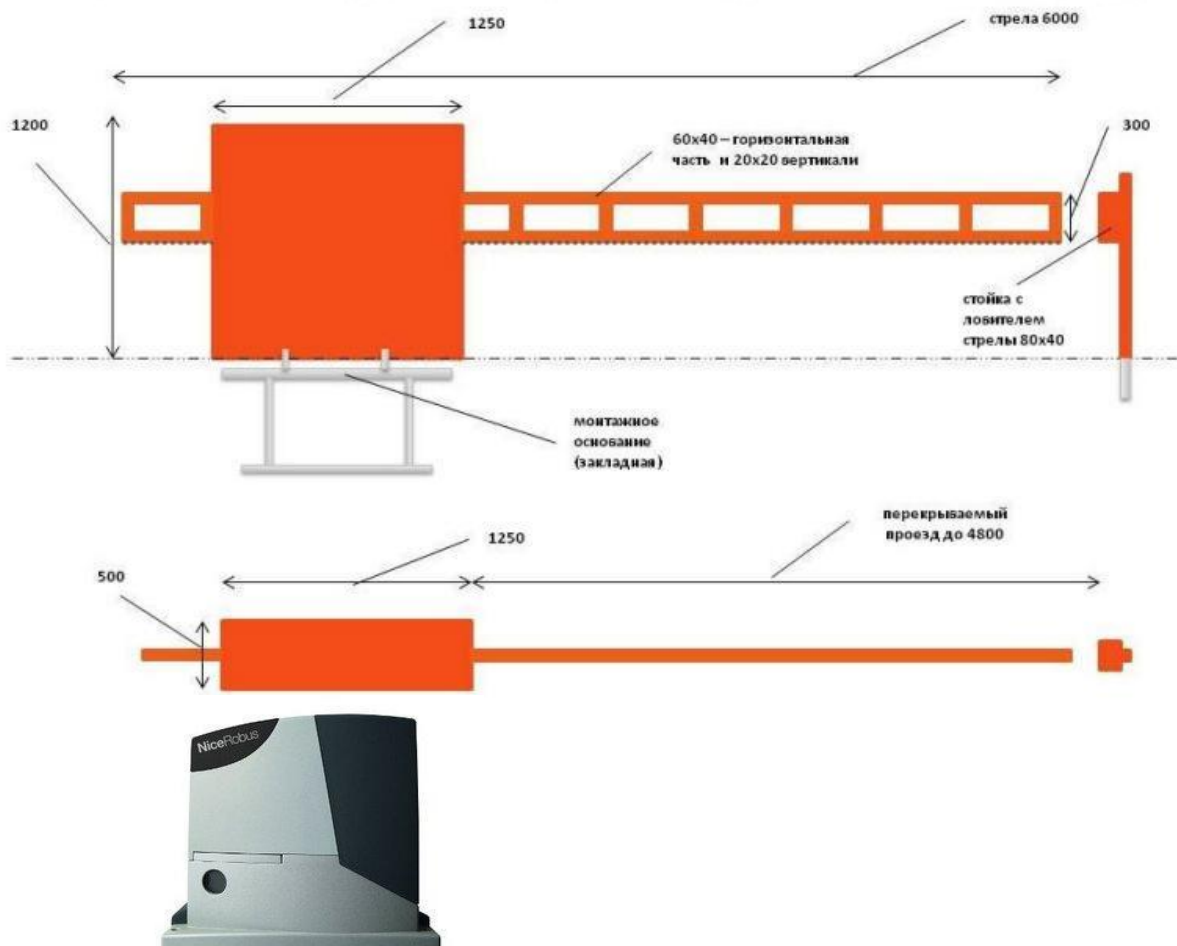 1250
стрела 6000
1200
60х40 – горизонтальная
часть и 20х20 вертикали
300
стойка с
ловителем
стрелы 80х40
монтажное
основание
(закладная)
перекрываемый
проезд до 4800
1250
500
NiceRobus